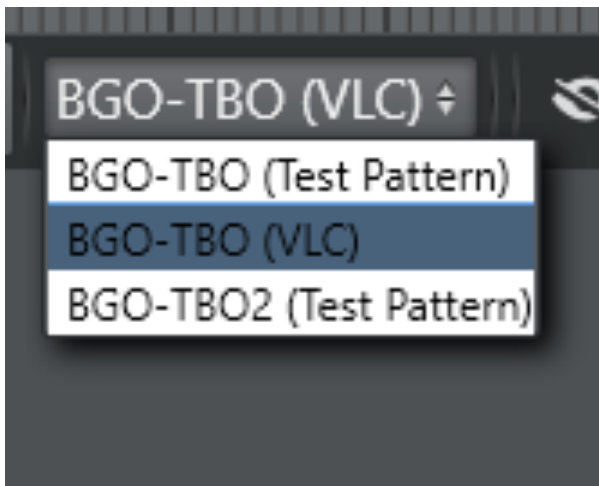 BGO-TBO (VLC)
BGO-TBO (Test Pattern)
BGO-TBO (VLC)
BGO-TBO2 (Test Pattern)